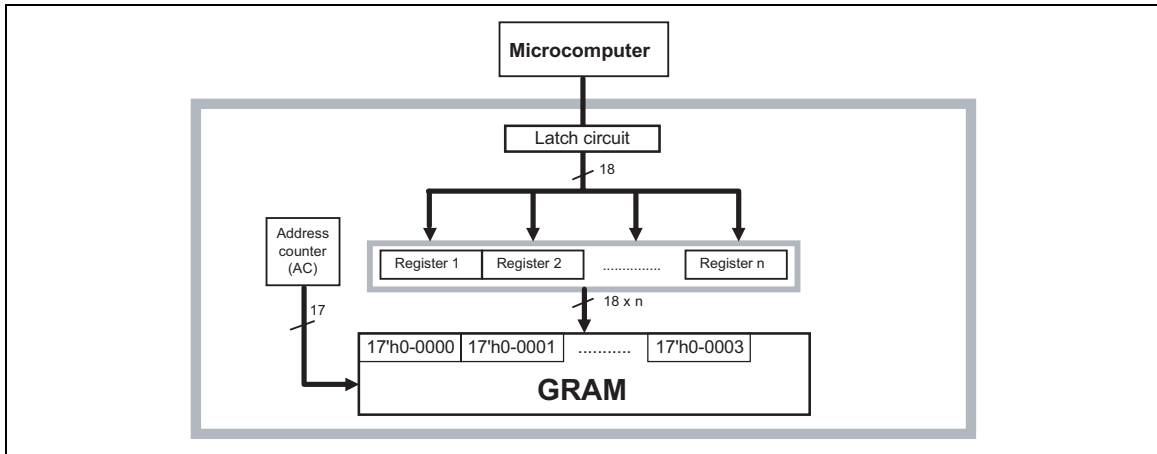 Microcomputer
Latch circuit
18
Address
counter
(AC)
Register 1
Register 2
...............
Register n
17
18 x n
17'h0-0000
17'h0-0001
...........
17'h0-0003
GRAM